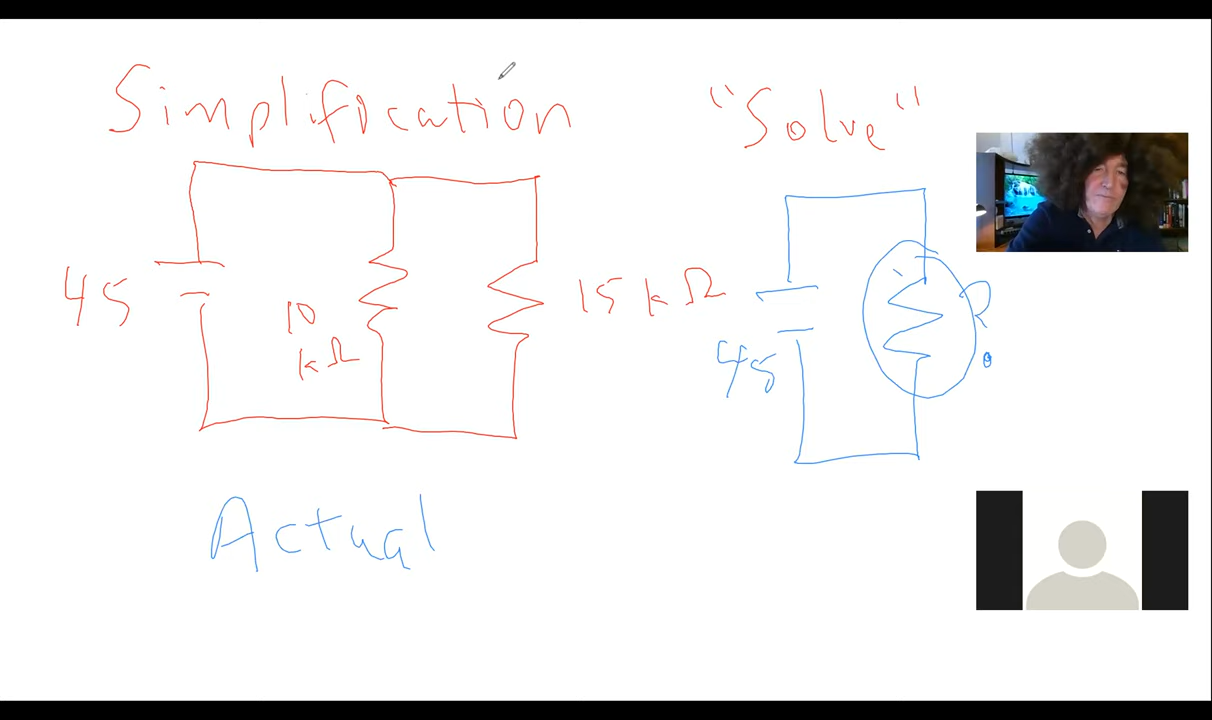 Simplification
"Solve"
45
10
kΩ
15 kΩ
45
R
Actual